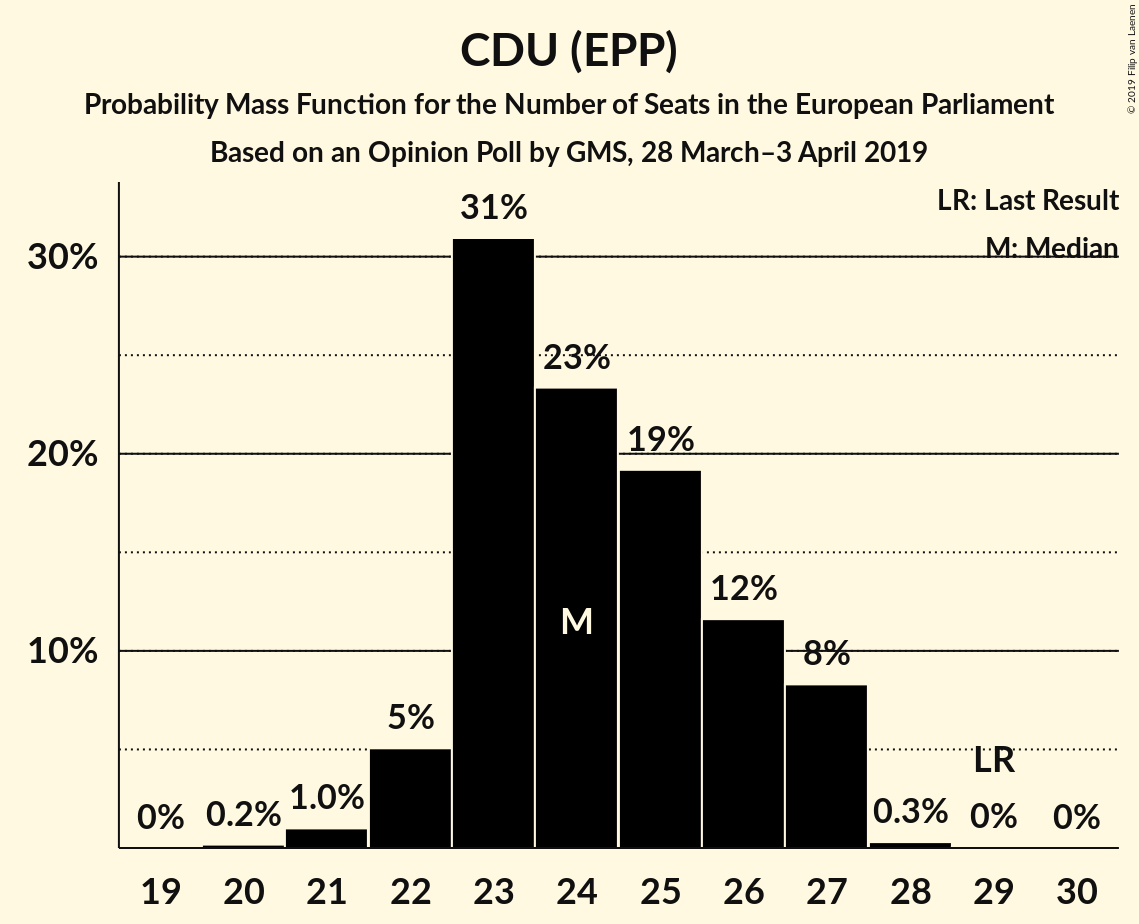 CDU (EPP)
Probability Mass Function for the Number of Seats in the European Parliament
Based on an Opinion Poll by GMS, 28 March–3 April 2019
© 2019 Filip van Laenen
LR: Last Result
M: Median
30%
20%
10%
0%
0.2%
1.0%
5%
31%
23%
19%
12%
8%
0.3%
0%
0%
M
LR
19 20 21 22 23 24 25 26 27 28 29 30